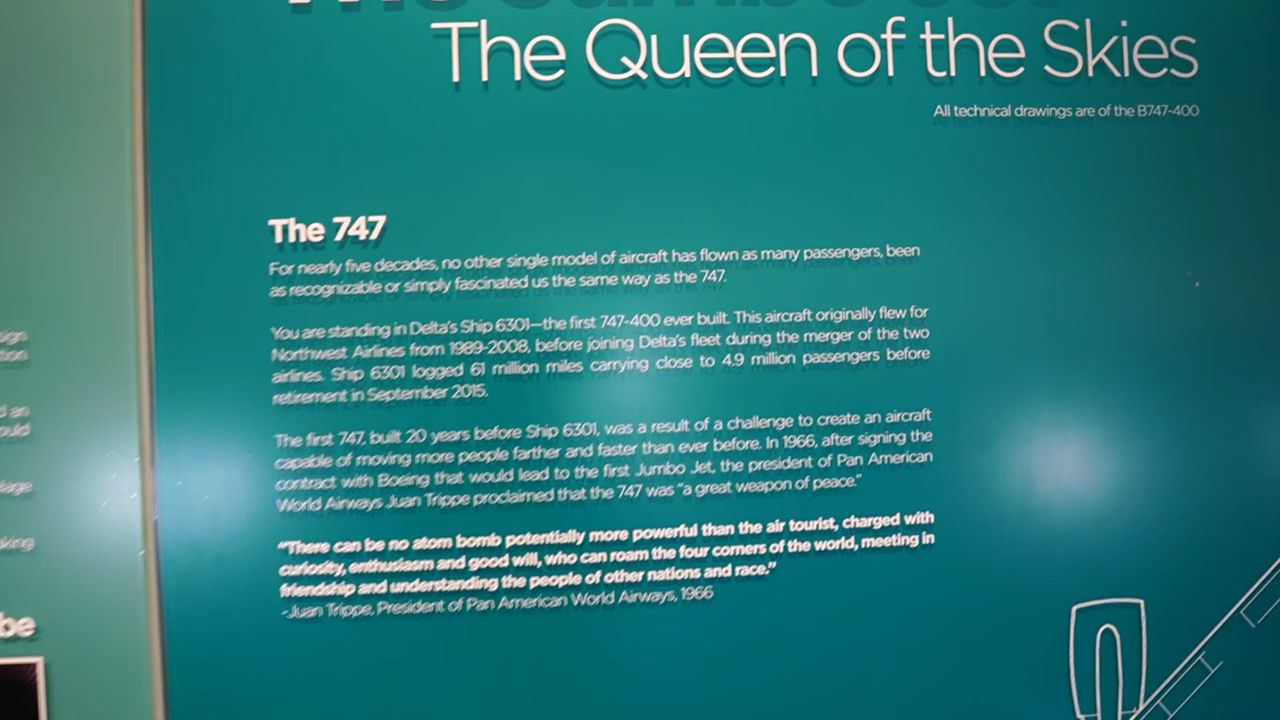 The Queen of the Skies
All technical drawings are of the B747-400
The 747
For nearly five decades, no other single model of aircraft has flown as many passengers, been
as recognizable or simply fascinated us the same way as the 747.
You are standing in Delta's Ship 6301—the first 747-400 ever built. This aircraft originally flew for
Northwest Airlines from 1989-2008, before joining Delta's fleet during the merger of the two
airlines. Ship 6301 logged 61 million miles carrying close to 4.9 million passengers before
retirement in September 2015.
The first 747, built 20 years before Ship 6301, was a result of a challenge to create an aircraft
capable of moving more people farther and faster than ever before. In 1966, after signing the
contract with Boeing that would lead to the first Jumbo Jet, the president of Pan American
World Airways Juan Trippe proclaimed that the 747 was "a great weapon of peace."
"There can be no atom bomb potentially more powerful than the air tourist, charged with
curiosity, enthusiasm and good will, who can roam the four corners of the world, meeting in
friendship and understanding the people of other nations and race."
-Juan Trippe, President of Pan American World Airways, 1966
be